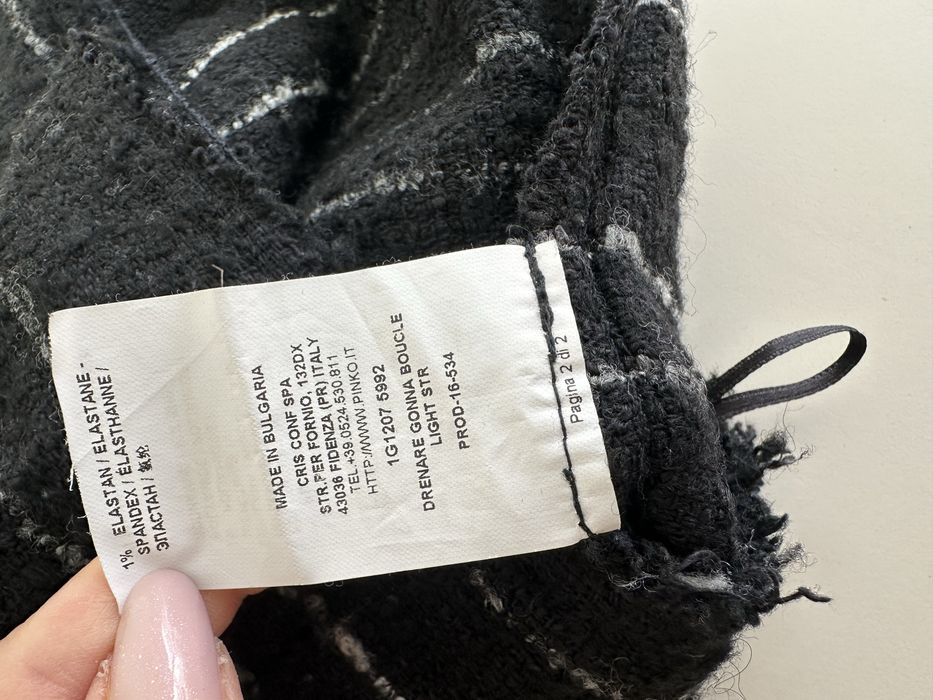 1% ELASTAN / ELASTANE -
SPANDEX / ÉLASTHANNE /
ЭЛАСТАН / 氨纶
MADE IN BULGARIA
CRIS CONF SPA
STR.PER FORNIO, 132DX
43036 FIDENZA (PR) ITALY
TEL.+39.0524.530.811
HTTP://WWW.PINKO.IT
1G1207 5992
DRENARE GONNA BOUCLE
LIGHT STR
PROD-16-534
Pagina 2 di 2